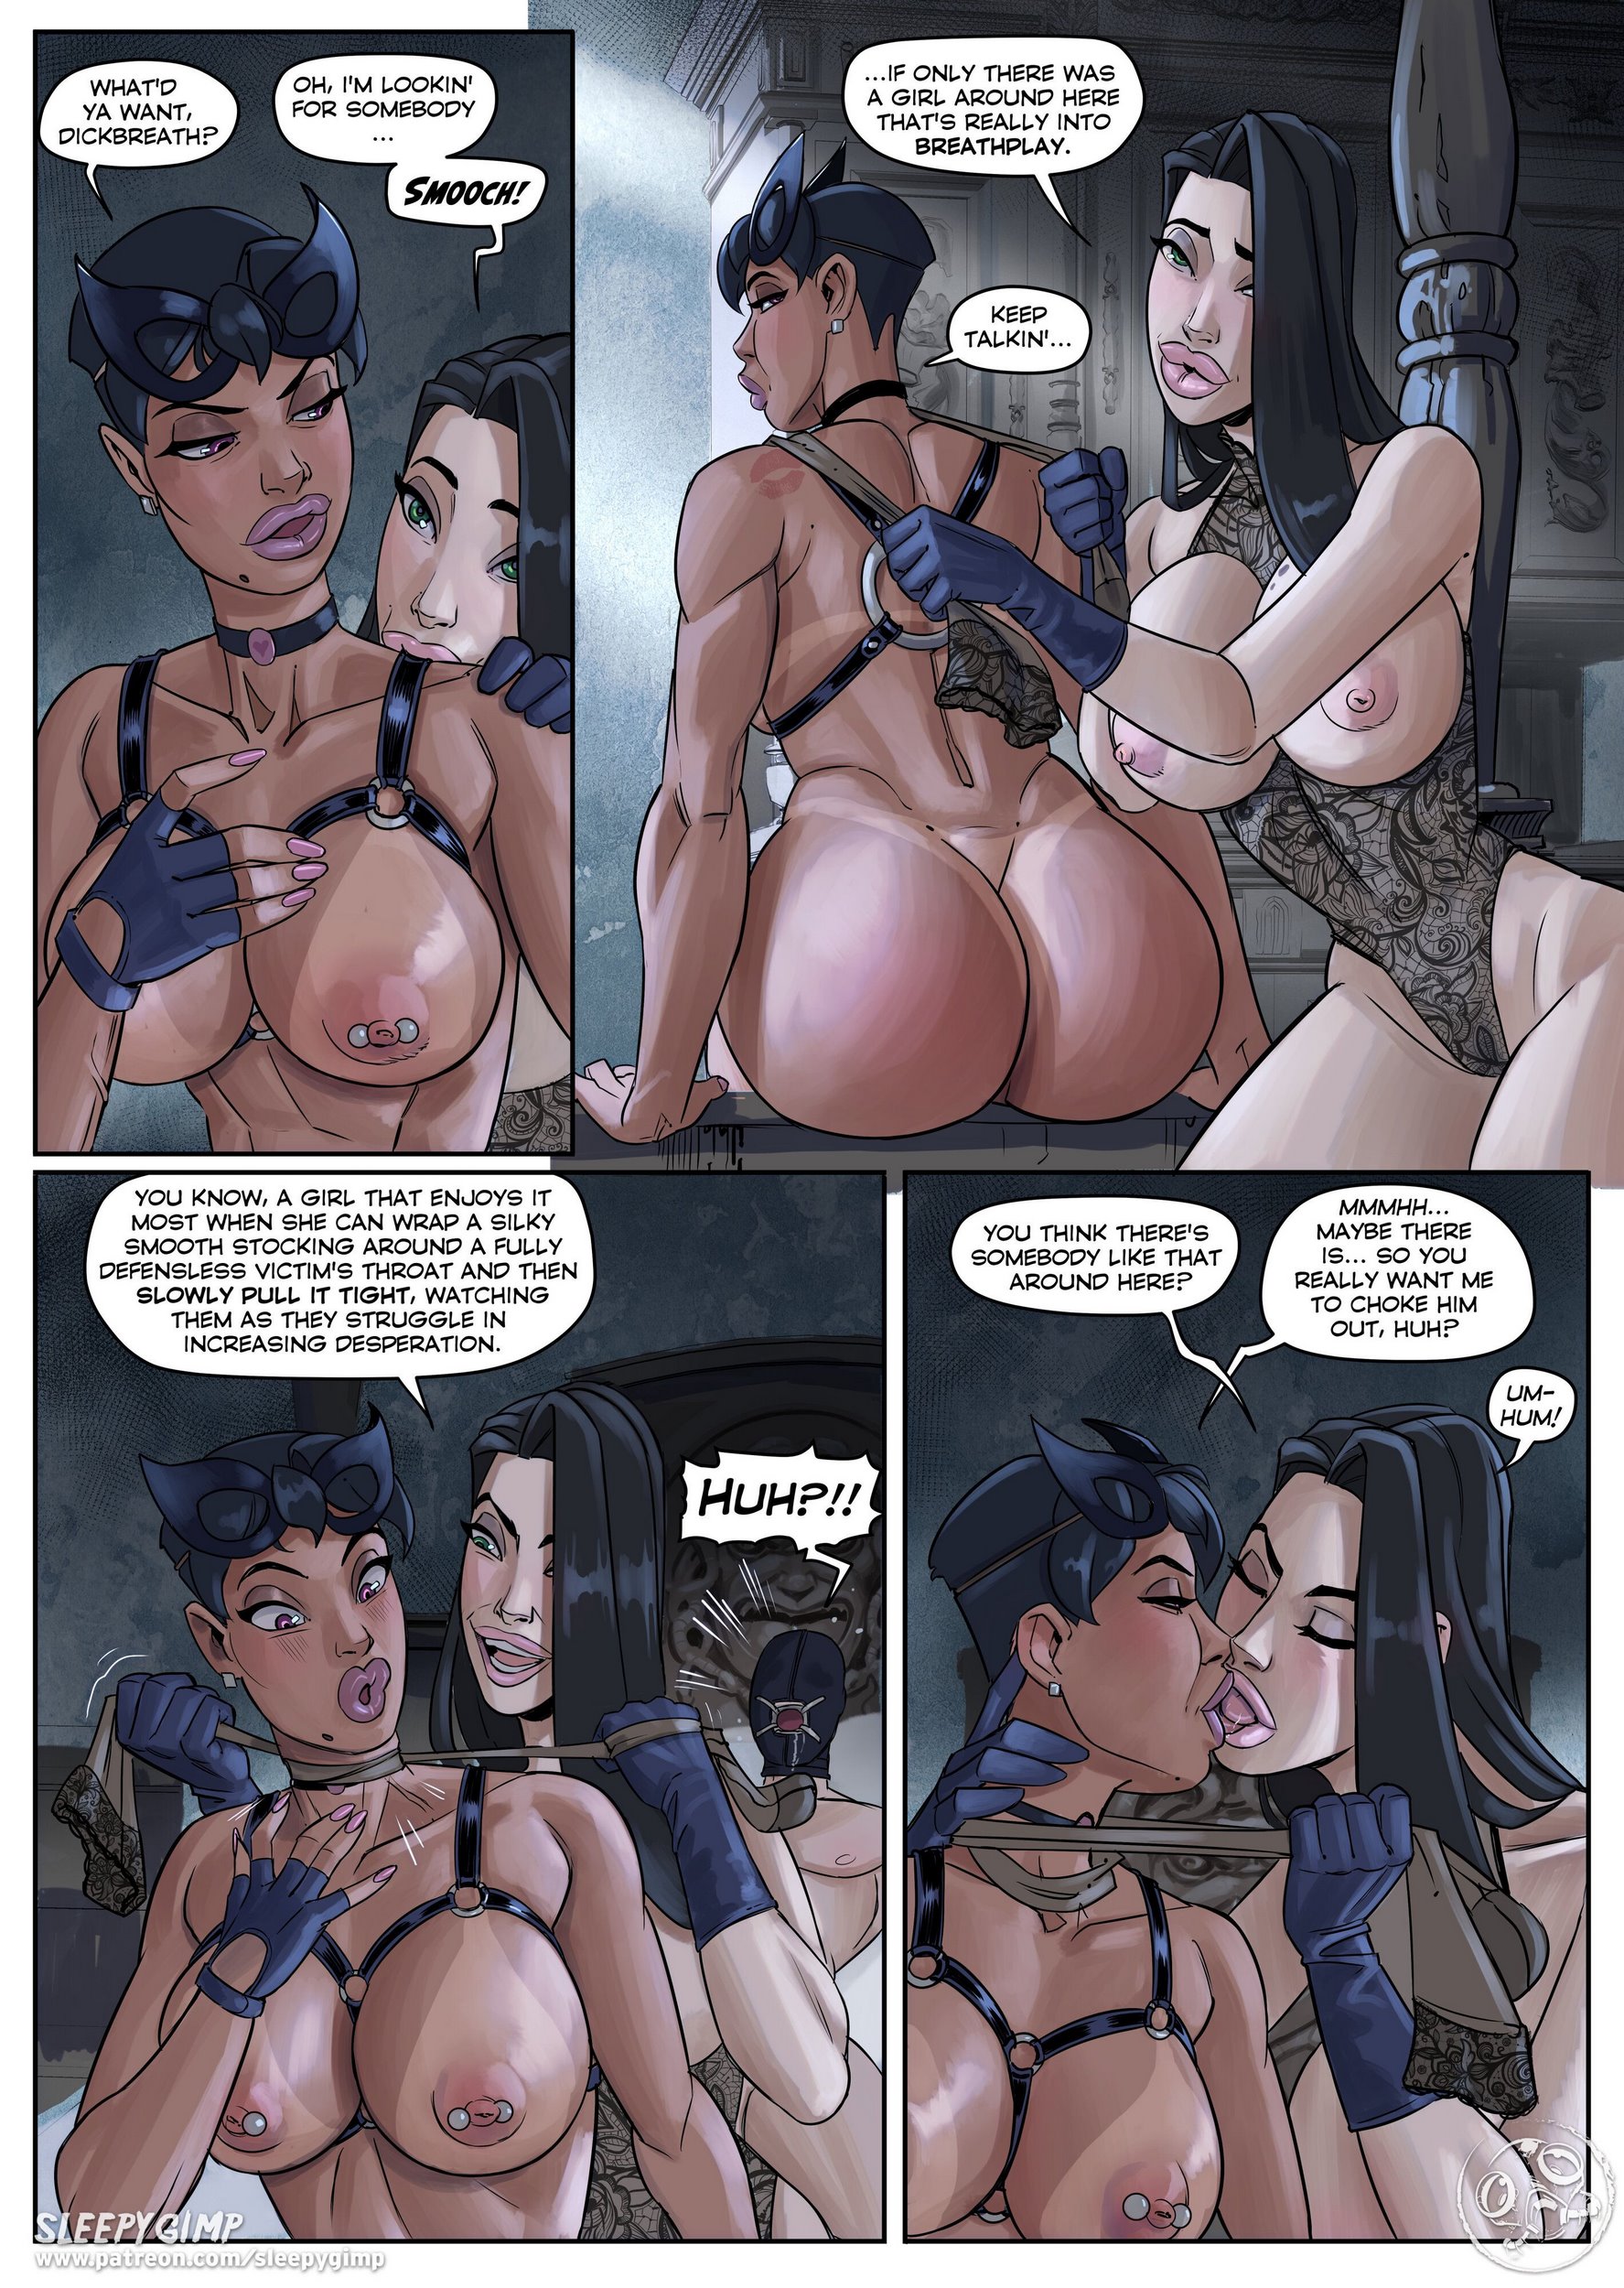 WHAT'D
YA WANT,
DICKBREATH?
OH, I'M LOOKIN'
FOR SOMEBODY
...
SMOOCH!
...IF ONLY THERE WAS
A GIRL AROUND HERE
THAT'S REALLY INTO
BREATHPLAY.
KEEP
TALKIN'...
YOU KNOW, A GIRL THAT ENJOYS IT
MOST WHEN SHE CAN WRAP A SILKY
SMOOTH STOCKING AROUND A FULLY
DEFENSLESS VICTIM'S THROAT AND THEN
SLOWLY PULL IT TIGHT, WATCHING
THEM AS THEY STRUGGLE IN
INCREASING DESPERATION.
HUH?!!
YOU THINK THERE'S
SOMEBODY LIKE THAT
AROUND HERE?
MMMHH...
MAYBE THERE
IS... SO YOU
REALLY WANT ME
TO CHOKE HIM
OUT, HUH?
UM-
HUM!
SLEEPYGIMP
www.patreon.com/sleepygimp